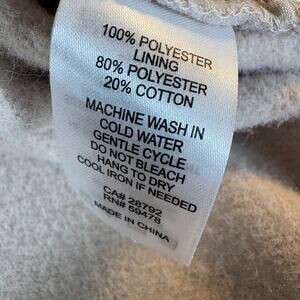 100% POLYESTER
LINING
80% POLYESTER
20% COTTON
MACHINE WASH IN
COLD WATER
GENTLE CYCLE
DO NOT BLEACH
HANG TO DRY
COOL IRON IF NEEDED
CA# 28792
RN# 59478
MADE IN CHINA